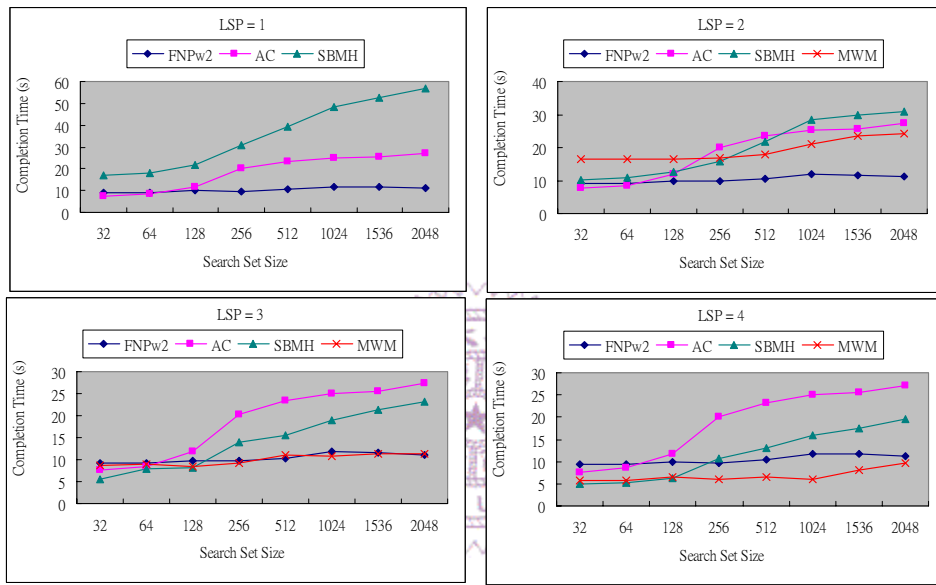 LSP = 1
FNPw2 AC SBMH
Completion Time (s)
60
50
40
30
20
10
0
32 64 128 256 512 1024 1536 2048
Search Set Size
LSP = 2
FNPw2 AC SBMH MWM
Completion Time (s)
40
30
20
10
0
32 64 128 256 512 1024 1536 2048
Search Set Size
LSP = 3
FNPw2 AC SBMH MWM
Completion Time (s)
30
25
20
15
10
5
0
32 64 128 256 512 1024 1536 2048
Search Set Size
LSP = 4
FNPw2 AC SBMH MWM
Completion Time (s)
30
25
20
15
10
5
0
32 64 128 256 512 1024 1536 2048
Search Set Size